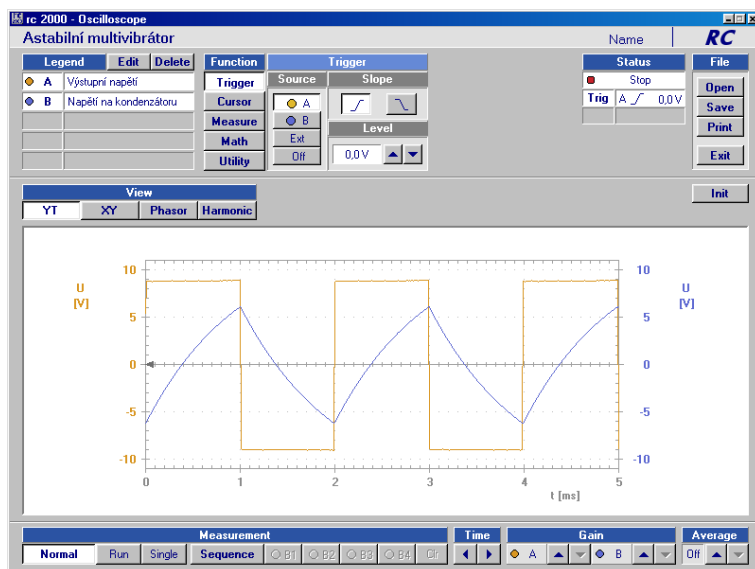 rc 2000 - Oscilloscope
Astabilní multivibrátor
Name
RC
Legend Edit Delete
A Výstupní napětí
B Napětí na kondenzátoru
Function
Trigger
Cursor
Measure
Math
Utility
Trigger
Source Slope
A
B
Ext
Off
Level
0,0 V
Status
Stop
Trig A 0,0 V
File
Open
Save
Print
Exit
View
YT XY Phasor Harmonic
Init
10
5
0
-5
-10
U
[V]
10
5
0
-5
-10
U
[V]
0 1 2 3 4 5
t [ms]
Measurement
Normal Run Single Sequence B1 B2 B3 B4 Clr
Time
Gain
A B
Average
Off